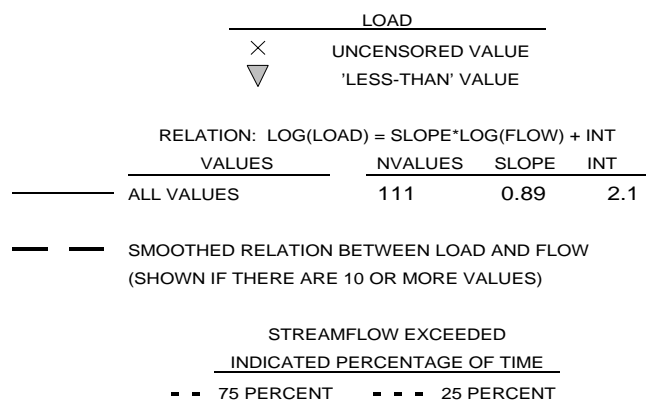 LOAD
UNCENSORED VALUE
'LESS-THAN' VALUE
RELATION: LOG(LOAD) = SLOPE*LOG(FLOW) + INT
VALUES NVALUES SLOPE INT
ALL VALUES 111 0.89 2.1
SMOOTHED RELATION BETWEEN LOAD AND FLOW
(SHOWN IF THERE ARE 10 OR MORE VALUES)
STREAMFLOW EXCEEDED
INDICATED PERCENTAGE OF TIME
75 PERCENT 25 PERCENT